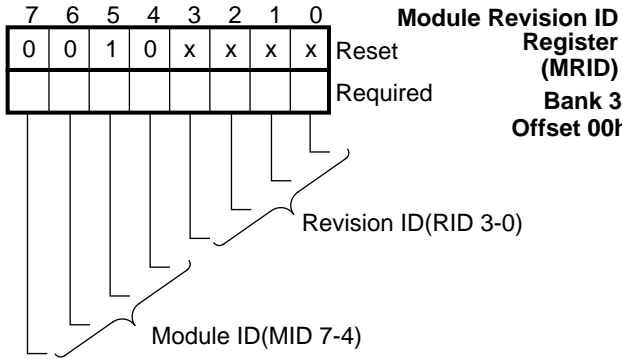 7 6 5 4 3 2 1 0
Module Revision ID
Register
(MRID)
Bank 3
Offset 00h
0 0 1 0 x x x x Reset
Required
Revision ID(RID 3-0)
Module ID(MID 7-4)